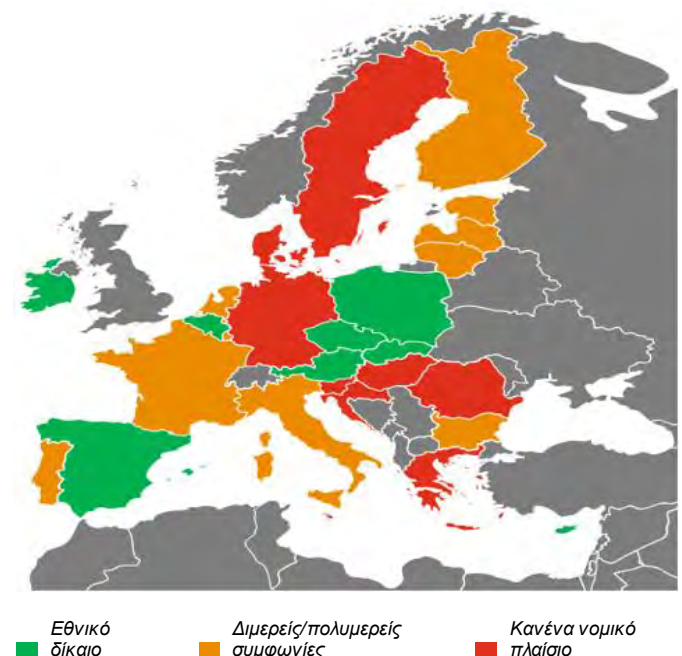 Εθνικό
δίκαιο
Διμερείς/πολυμερείς
συμφωνίες
Κανένα νομικό
πλαίσιο